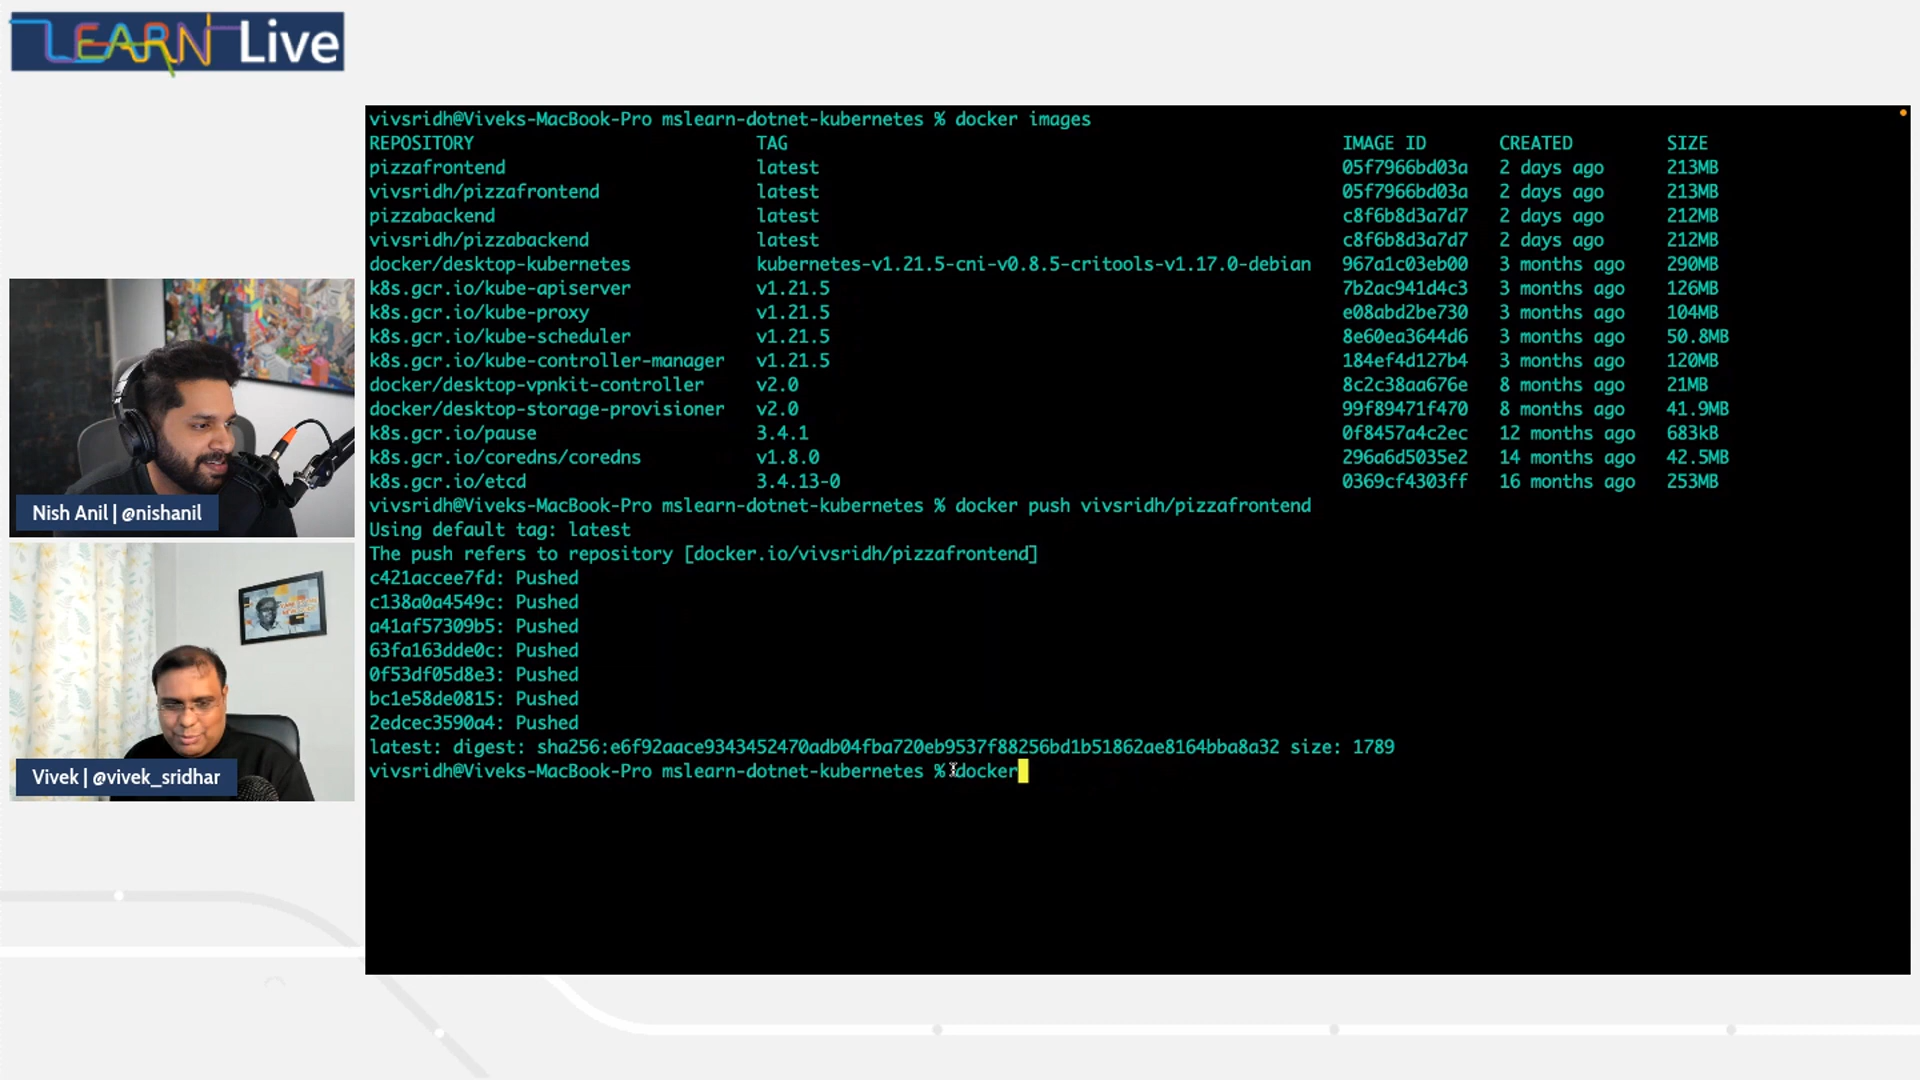 LEARN Live
vivsridh@Viveks-MacBook-Pro mslearn-dotnet-kubernetes % docker images
REPOSITORY TAG IMAGE ID CREATED SIZE
pizzafrontend latest 05f7966bd03a 2 days ago 213MB
vivsridh/pizzafrontend latest 05f7966bd03a 2 days ago 213MB
pizzabackend latest c8f6b8d3a7d7 2 days ago 212MB
vivsridh/pizzabackend latest c8f6b8d3a7d7 2 days ago 212MB
docker/desktop-kubernetes kubernetes-v1.21.5-cni-v0.8.5-critools-v1.17.0-debian 967a1c03eb00 3 months ago 290MB
k8s.gcr.io/kube-apiserver v1.21.5 7b2ac941d4c3 3 months ago 126MB
k8s.gcr.io/kube-proxy v1.21.5 e08abd2be730 3 months ago 104MB
k8s.gcr.io/kube-scheduler v1.21.5 8e60ea3644d6 3 months ago 50.8MB
k8s.gcr.io/kube-controller-manager v1.21.5 184ef4d127b4 3 months ago 120MB
docker/desktop-vpnkit-controller v2.0 8c2c38aa676e 8 months ago 21MB
docker/desktop-storage-provisioner v2.0 99f89471f470 8 months ago 41.9MB
k8s.gcr.io/pause 3.4.1 0f8457a4c2ec 12 months ago 683kB
k8s.gcr.io/coredns/coredns v1.8.0 296a6d5035e2 14 months ago 42.5MB
k8s.gcr.io/etcd 3.4.13-0 0369cf4303ff 16 months ago 253MB
vivsridh@Viveks-MacBook-Pro mslearn-dotnet-kubernetes % docker push vivsridh/pizzafrontend
Using default tag: latest
The push refers to repository [docker.io/vivsridh/pizzafrontend]
c421accee7fd: Pushed
c138a0a4549c: Pushed
a41af57309b5: Pushed
63fa163dde0c: Pushed
0f53df05d8e3: Pushed
bc1e58de0815: Pushed
2edcec3590a4: Pushed
latest: digest: sha256:e6f92aace9343452470adb04fba720eb9537f88256bd1b51862ae8164bba8a32 size: 1789
vivsridh@Viveks-MacBook-Pro mslearn-dotnet-kubernetes % docker
Nish Anil | @nishanil
Vivek | @vivek_sridhar